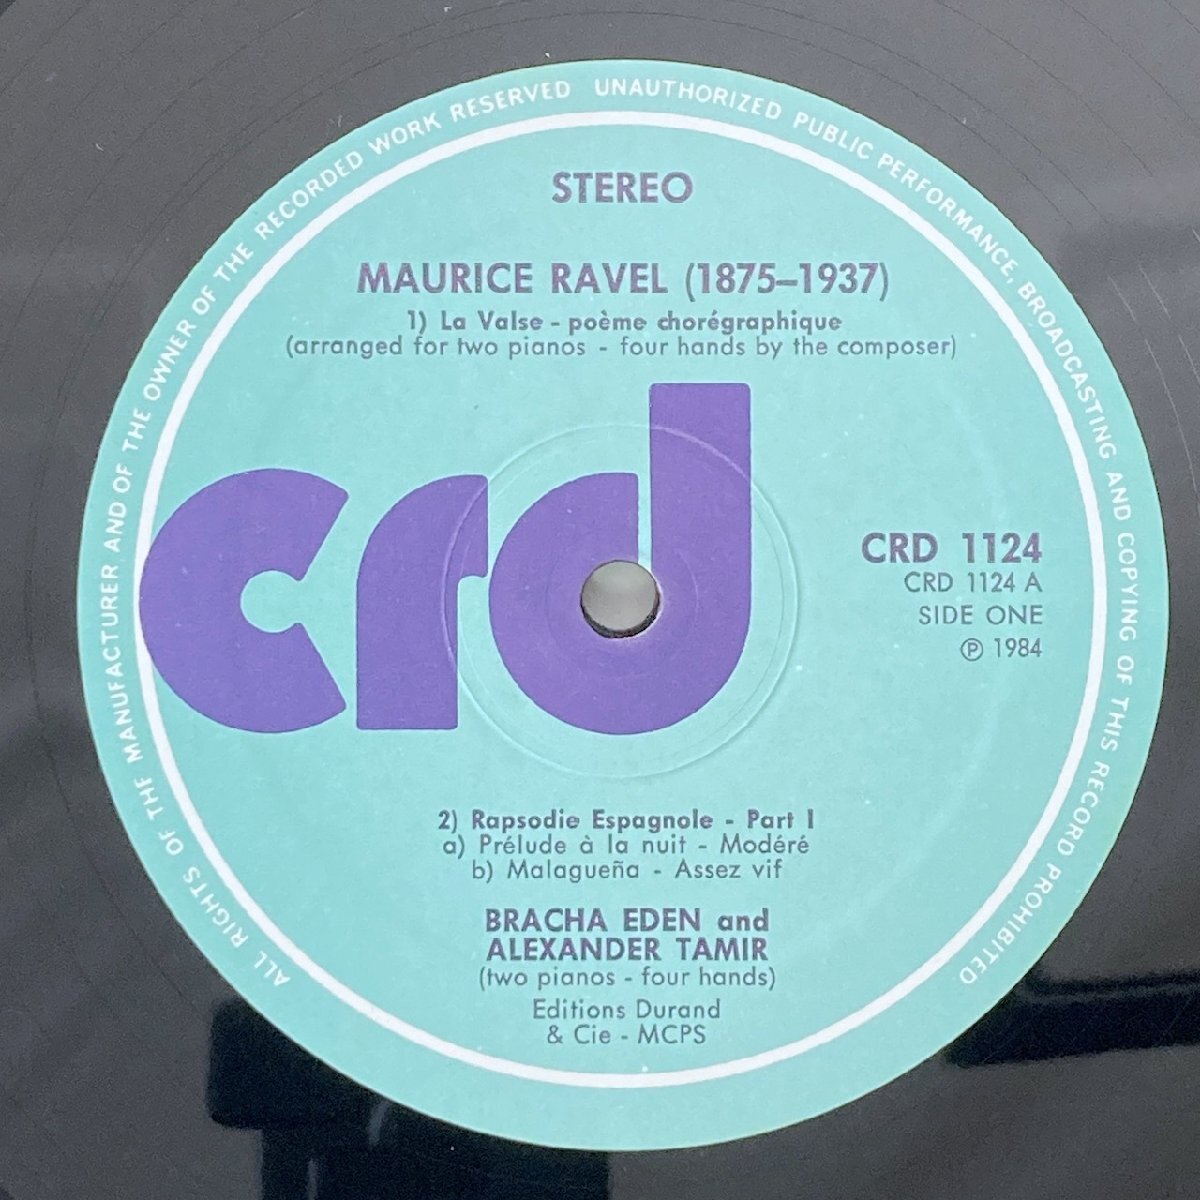 ALL RIGHTS OF THE MANUFACTURER AND OF THE OWNER OF THE RECORDED WORK RESERVED UNAUTHORIZED PUBLIC PERFORMANCE, BROADCASTING AND COPYING OF THIS RECORD PROHIBITED
STEREO
MAURICE RAVEL (1875–1937)
1) La Valse - poème chorégraphique
(arranged for two pianos - four hands by the composer)
crd
CRD 1124
CRD 1124 A
SIDE ONE
℗ 1984
2) Rapsodie Espagnole - Part I
a) Prélude à la nuit - Modéré
b) Malagueña - Assez vif
BRACHA EDEN and
ALEXANDER TAMIR
(two pianos - four hands)
Editions Durand
& Cie - MCPS